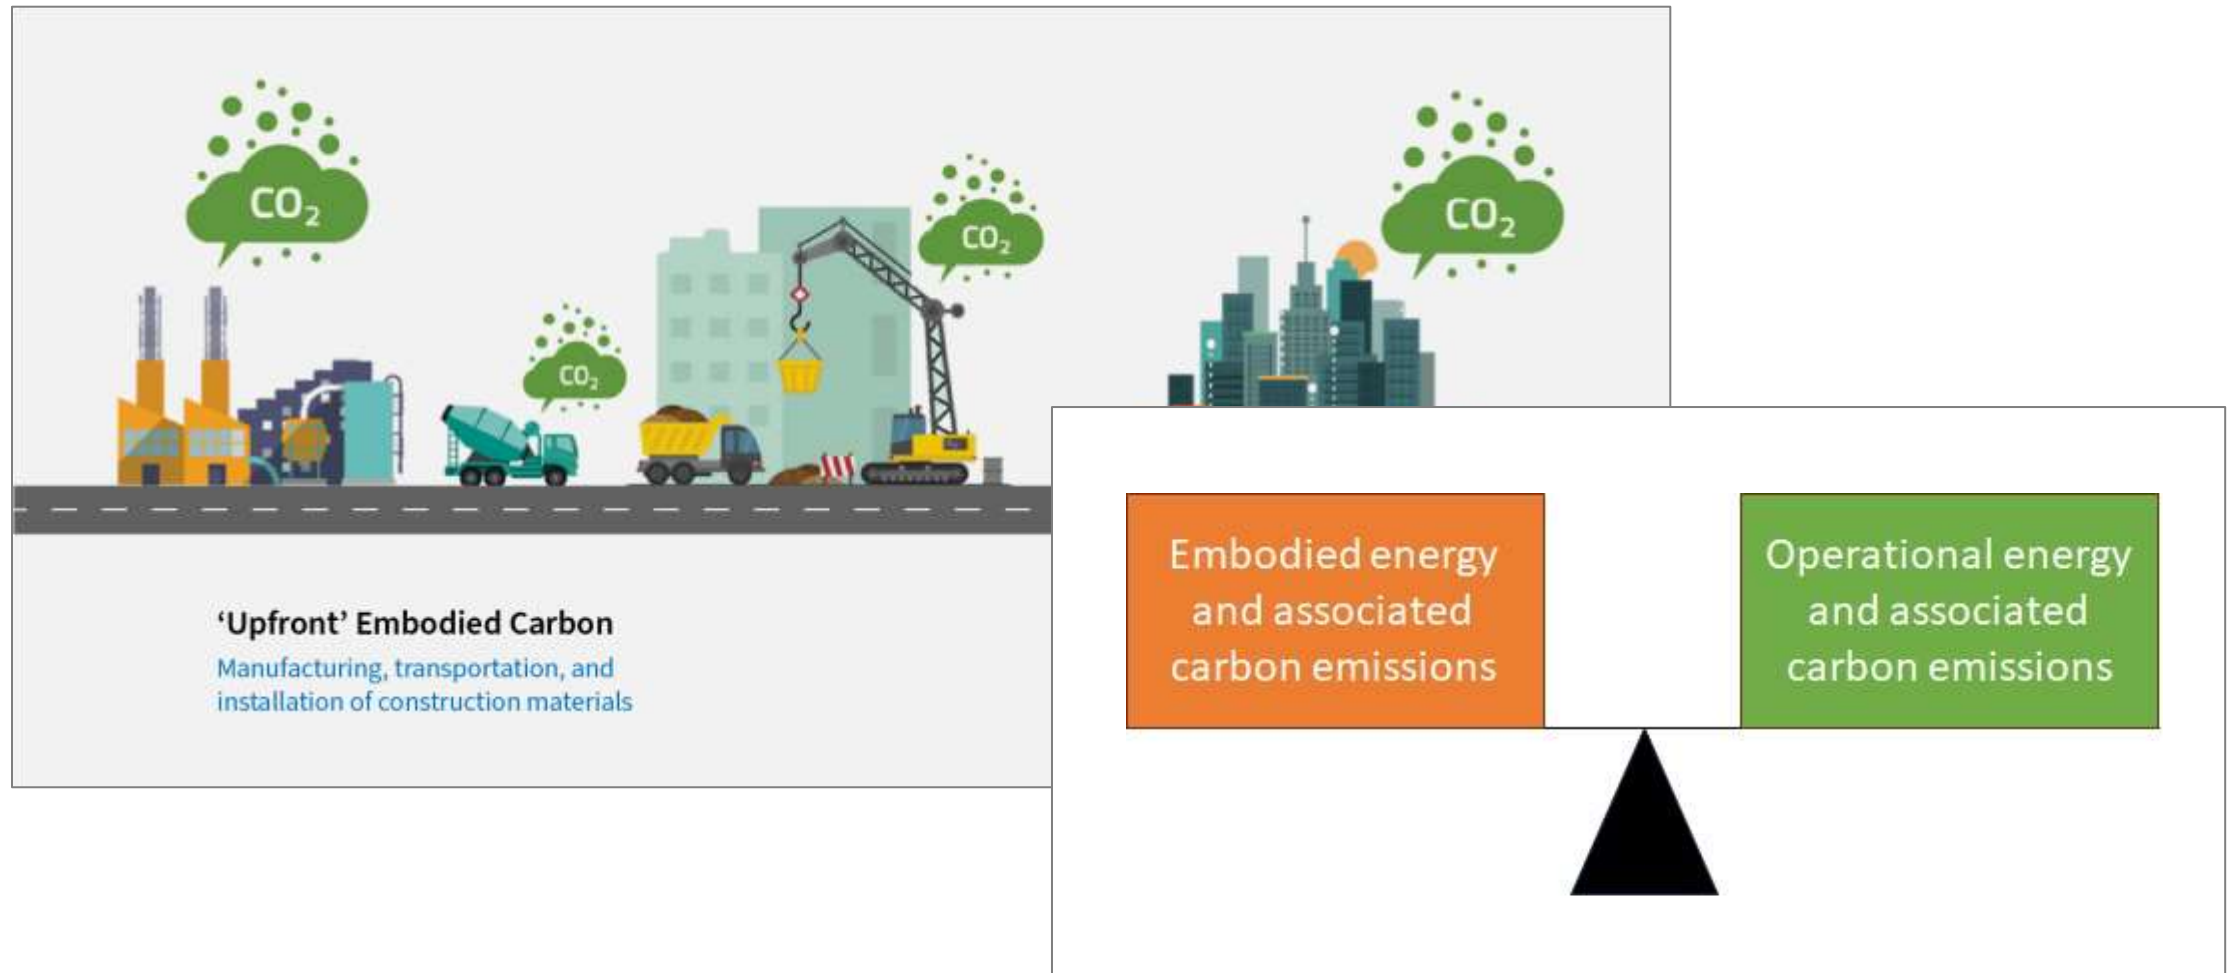 CO₂
CO₂
CO₂
CO₂
‘Upfront’ Embodied Carbon
Manufacturing, transportation, and
installation of construction materials
Embodied energy
and associated
carbon emissions
Operational energy
and associated
carbon emissions